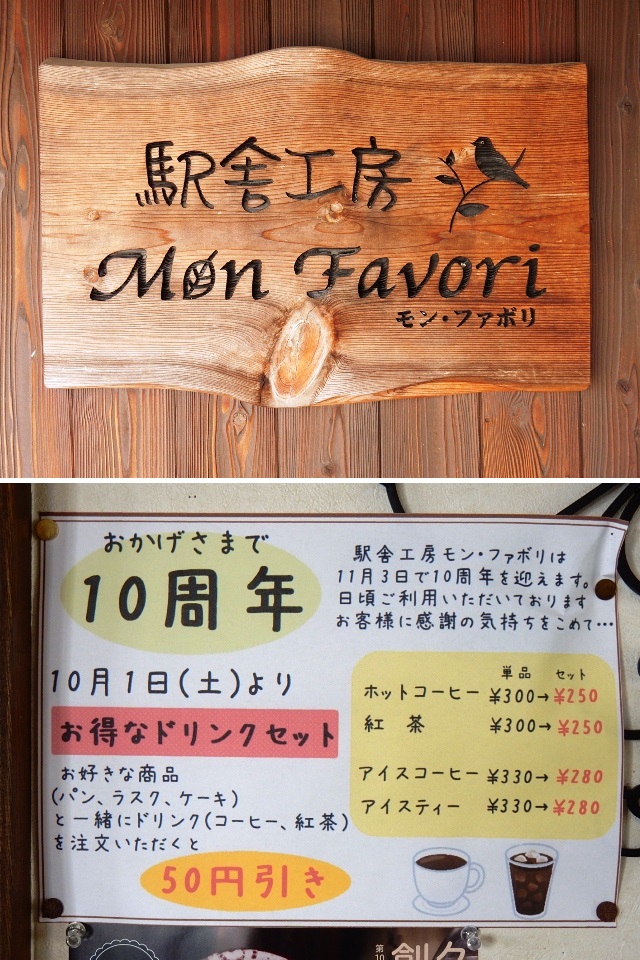 駅舎工房
Mon Favori
モン・ファボリ
おかげさまで
10周年
駅舎工房モン・ファボリは
11月3日で10周年を迎えます。
日頃ご利用いただいております
お客様に感謝の気持ちをこめて…
10月1日(土)より
お得なドリンクセット
お好きな商品
(パン、ラスク、ケーキ)
と一緒にドリンク(コーヒー、紅茶)
を注文いただくと
50円引き
単品 セット
ホットコーヒー ¥300→¥250
紅茶 ¥300→¥250
アイスコーヒー ¥330→¥280
アイスティー ¥330→¥280
第10